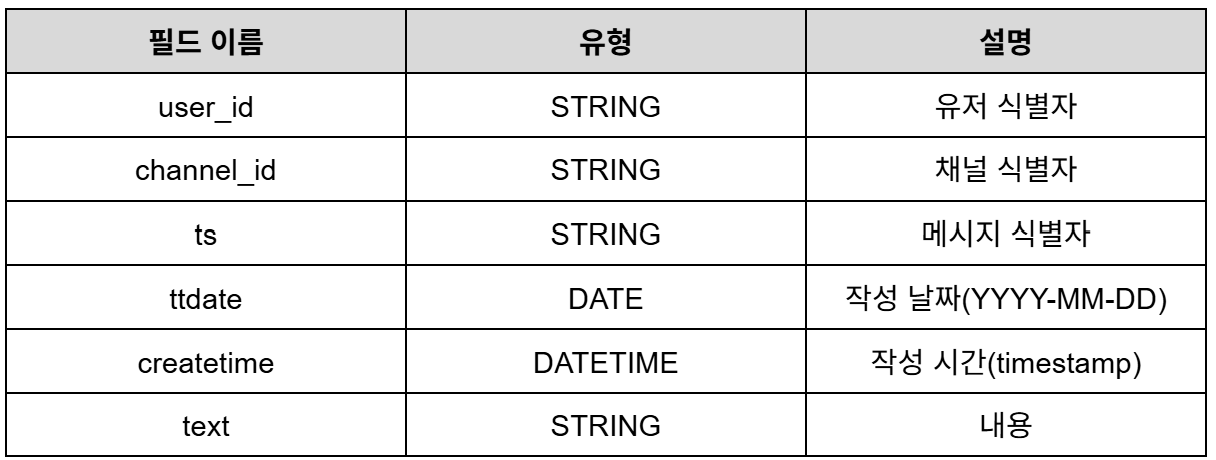 필드 이름 유형 설명
user_id STRING 유저 식별자
channel_id STRING 채널 식별자
ts STRING 메시지 식별자
ttdate DATE 작성 날짜(YYYY-MM-DD)
createtime DATETIME 작성 시간(timestamp)
text STRING 내용